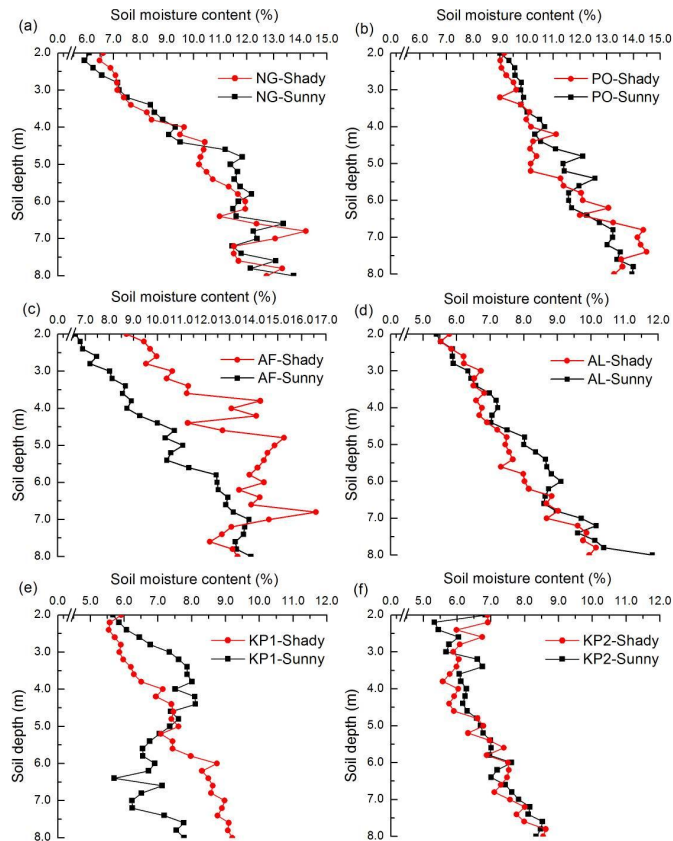 (a)
Soil moisture content (%)
0.0 6.0 7.0 8.0 9.0 10.0 11.0 12.0 13.0 14.0 15.0
2.0
3.0
4.0
5.0
6.0
7.0
8.0
Soil depth (m)
NG-Shady
NG-Sunny
(b)
Soil moisture content (%)
0.0 6.0 7.0 8.0 9.0 10.0 11.0 12.0 13.0 14.0 15.0
2.0
3.0
4.0
5.0
6.0
7.0
8.0
Soil depth (m)
PO-Shady
PO-Sunny
(c)
Soil moisture content (%)
0.0 7.0 8.0 9.0 10.0 11.0 12.0 13.0 14.0 15.0 16.0 17.0
2.0
3.0
4.0
5.0
6.0
7.0
8.0
Soil depth (m)
AF-Shady
AF-Sunny
(d)
Soil moisture content (%)
0.0 6.0 7.0 8.0 9.0 10.0 11.0 12.0
2.0
3.0
4.0
5.0
6.0
7.0
8.0
Soil depth (m)
AL-Shady
AL-Sunny
(e)
Soil moisture content (%)
0.0 5.0 6.0 7.0 8.0 9.0 10.0 11.0
2.0
3.0
4.0
5.0
6.0
7.0
8.0
Soil depth (m)
KP1-Shady
KP1-Sunny
(f)
Soil moisture content (%)
0.0 5.0 6.0 7.0 8.0 9.0 10.0 11.0
2.0
3.0
4.0
5.0
6.0
7.0
8.0
Soil depth (m)
KP2-Shady
KP2-Sunny